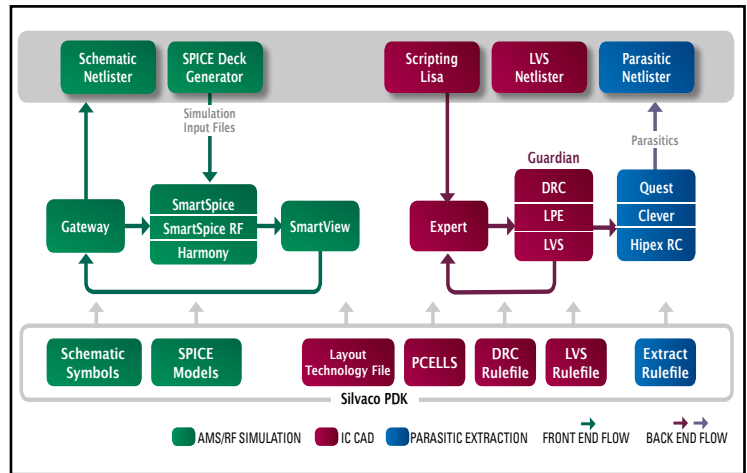 Schematic
Netlister
SPICE Deck
Generator
Scripting
Lisa
LVS
Netlister
Parasitic
Netlister
Simulation
Input Files
Parasitics
Guardian
Gateway
SmartSpice
SmartSpice RF
Harmony
SmartView
Expert
DRC
LPE
LVS
Quest
Clever
Hipex RC
Schematic
Symbols
SPICE
Models
Layout
Technology File
PCELLS
DRC
Rulefile
LVS
Rulefile
Extract
Rulefile
Silvaco PDK
AMS/RF SIMULATION
IC CAD
PARASITIC EXTRACTION
FRONT END FLOW
BACK END FLOW